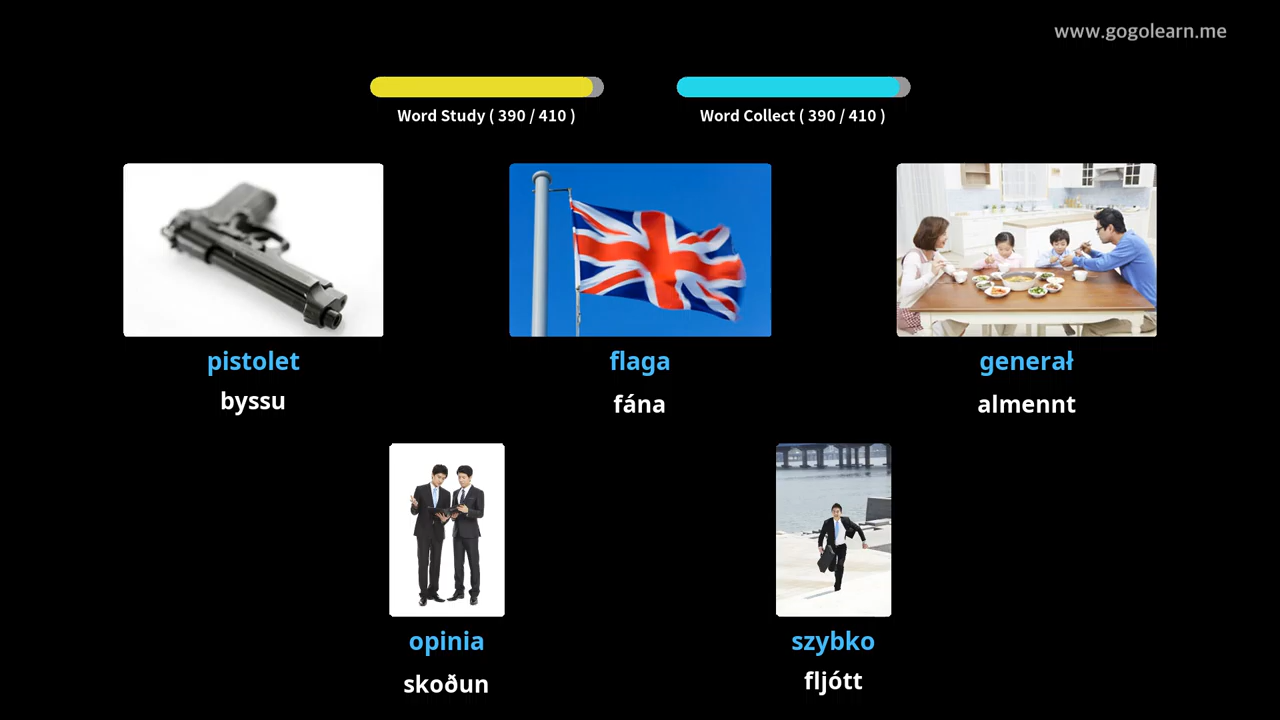 www.gogolearn.me
Word Study ( 390 / 410 )
Word Collect ( 390 / 410 )
pistolet
byssu
flaga
fána
generał
almennt
opinia
skoðun
szybko
fljótt